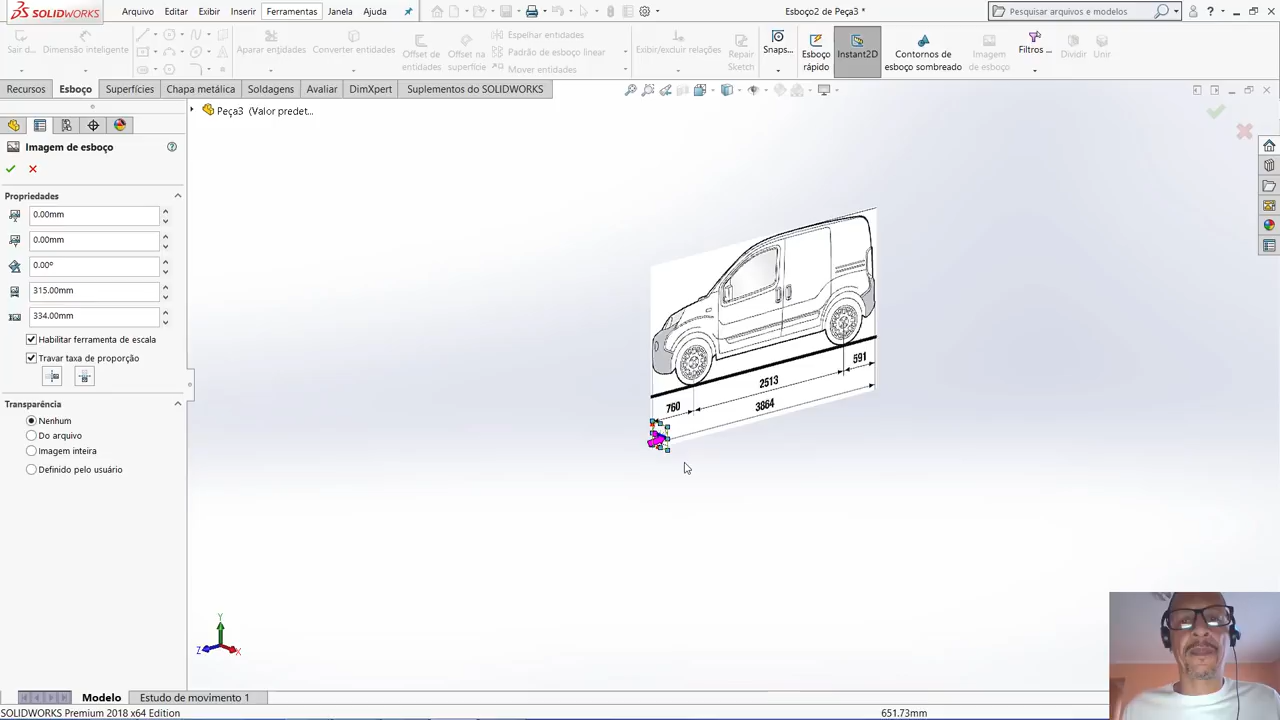 SOLIDWORKS
Arquivo Editar Exibir Inserir Ferramentas Janela Ajuda
Esboço2 de Peça3 *
Pesquisar arquivos e modelos
Sair d...
Dimensão inteligente
Aparar entidades
Converter entidades
Offset de entidades
Offset na superfície
Espelhar entidades
Padrão de esboço linear
Mover entidades
Exibir/excluir relações
Repair Sketch
Snaps...
Esboço rápido
Instant2D
Contornos de esboço sombreado
Imagem de esboço
Filtros ...
Dividir
Unir
Recursos Esboço Superfícies Chapa metálica Soldagens Avaliar DimXpert Suplementos do SOLIDWORKS
Peça3 (Valor predet...
Imagem de esboço
Propriedades
0.00mm
0.00mm
0.00º
315.00mm
334.00mm
Habilitar ferramenta de escala
Travar taxa de proporção
Transparência
Nenhum
Do arquivo
Imagem inteira
Definido pelo usuário
591
2513
760
3864
Y
Z
X
Modelo Estudo de movimento 1
SOLIDWORKS Premium 2018 x64 Edition
651.73mm